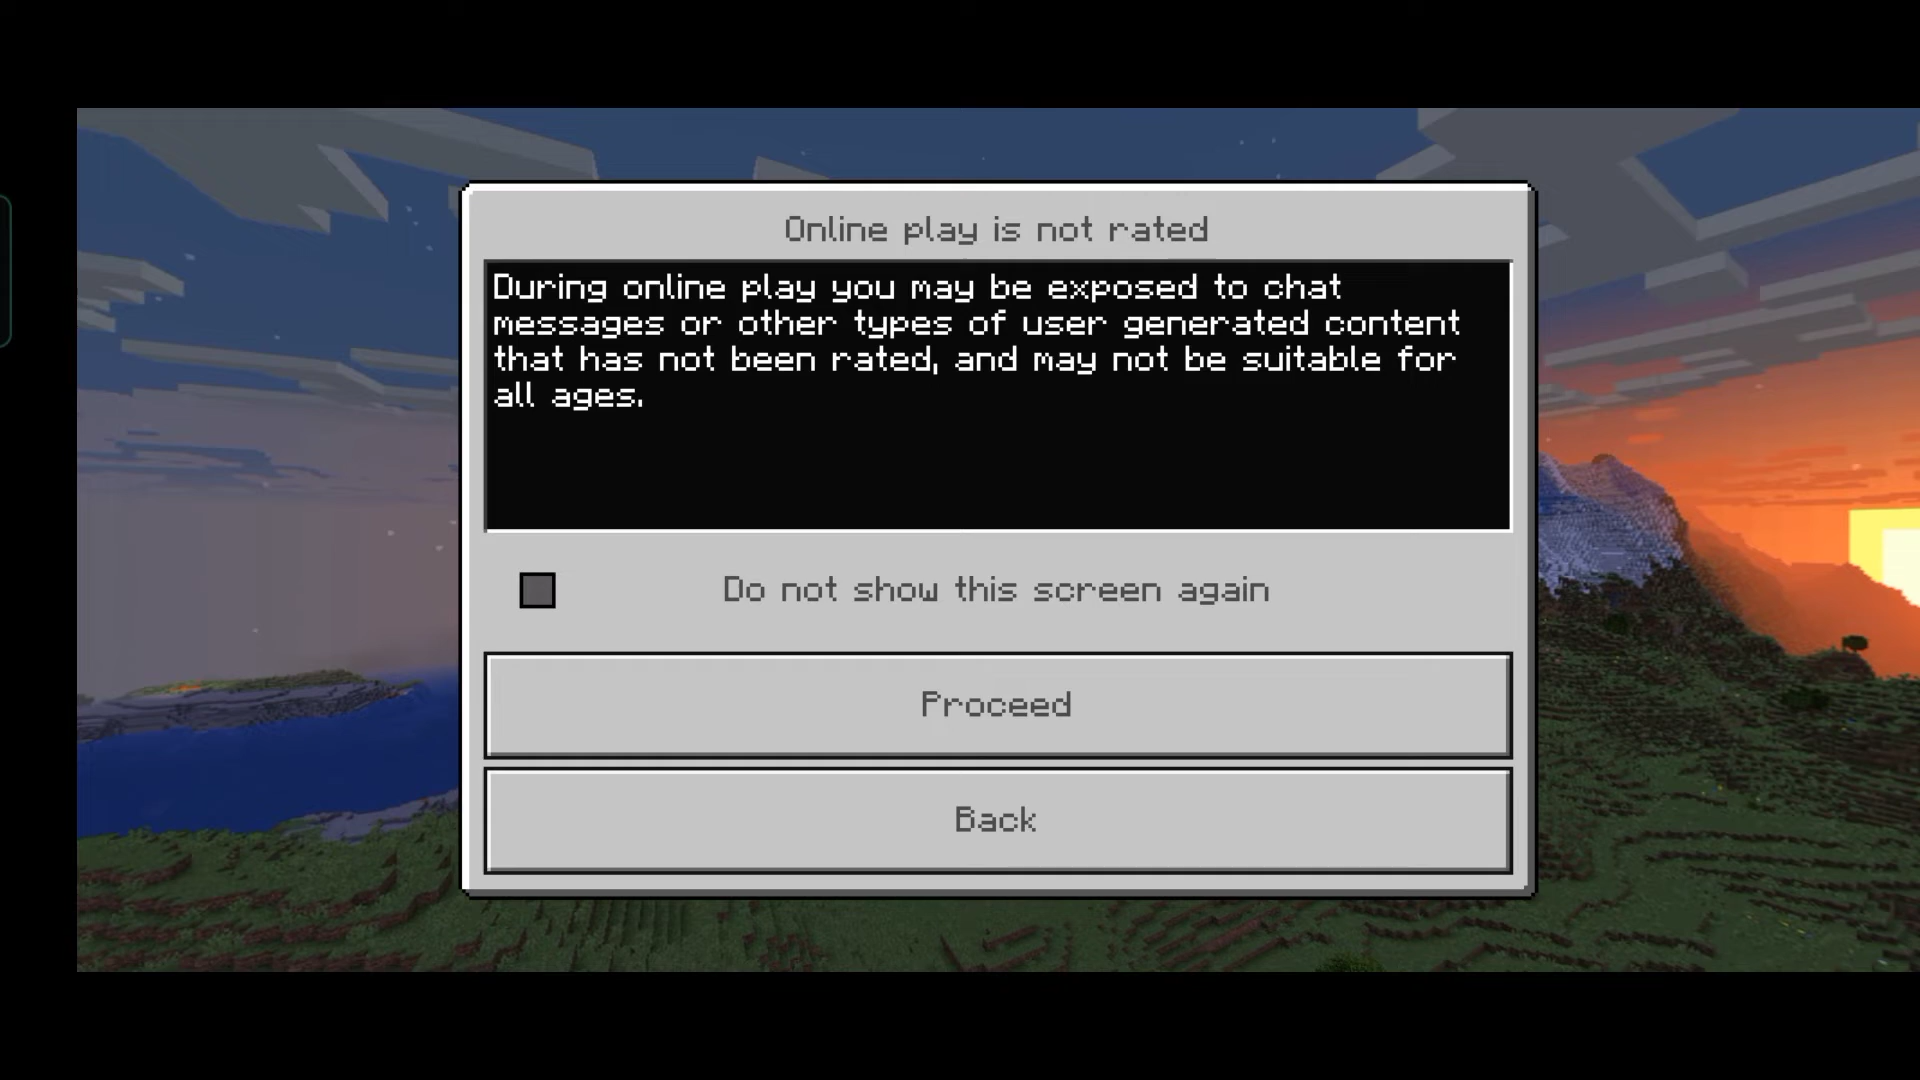 Online play is not rated
During online play you may be exposed to chat
messages or other types of user generated content
that has not been rated, and may not be suitable for
all ages.
Do not show this screen again
Proceed
Back